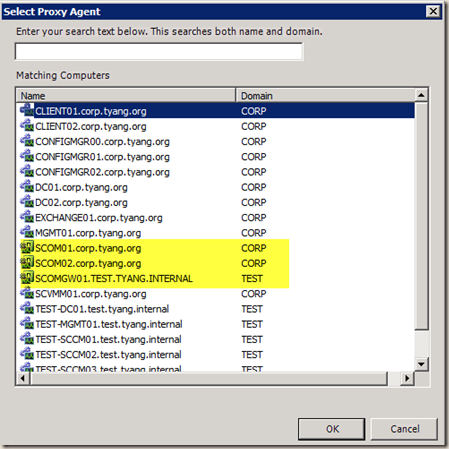 Select Proxy Agent
Enter your search text below. This searches both name and domain.
Matching Computers
Name Domain
CLIENT01.corp.tyang.org CORP
CLIENT02.corp.tyang.org CORP
CONFIGMGR00.corp.tyang.org CORP
CONFIGMGR01.corp.tyang.org CORP
CONFIGMGR02.corp.tyang.org CORP
DC01.corp.tyang.org CORP
DC02.corp.tyang.org CORP
EXCHANGE01.corp.tyang.org CORP
MGMT01.corp.tyang.org CORP
SCOM01.corp.tyang.org CORP
SCOM02.corp.tyang.org CORP
SCOMGW01.TEST.TYANG.INTERNAL TEST
SCVMM01.corp.tyang.org CORP
TEST-DC01.test.tyang.internal TEST
TEST-MGMT01.test.tyang.internal TEST
TEST-SCCM01.test.tyang.internal TEST
TEST-SCCM02.test.tyang.internal TEST
TEST-SCCM03.test.tyang.internal TEST
OK Cancel